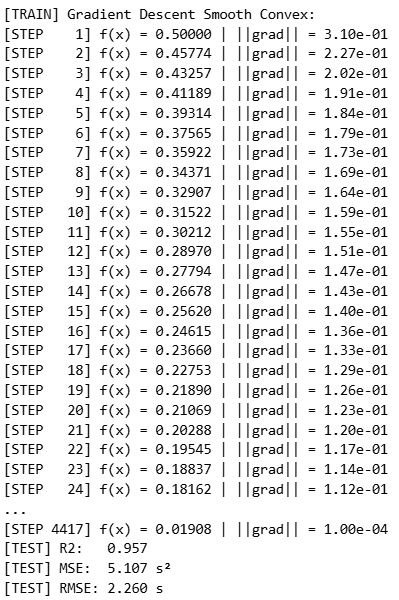 [TRAIN] Gradient Descent Smooth Convex:
[STEP    1] f(x) = 0.50000 | ||grad|| = 3.10e-01
[STEP    2] f(x) = 0.45774 | ||grad|| = 2.27e-01
[STEP    3] f(x) = 0.43257 | ||grad|| = 2.02e-01
[STEP    4] f(x) = 0.41189 | ||grad|| = 1.91e-01
[STEP    5] f(x) = 0.39314 | ||grad|| = 1.84e-01
[STEP    6] f(x) = 0.37565 | ||grad|| = 1.79e-01
[STEP    7] f(x) = 0.35922 | ||grad|| = 1.73e-01
[STEP    8] f(x) = 0.34371 | ||grad|| = 1.69e-01
[STEP    9] f(x) = 0.32907 | ||grad|| = 1.64e-01
[STEP   10] f(x) = 0.31522 | ||grad|| = 1.59e-01
[STEP   11] f(x) = 0.30212 | ||grad|| = 1.55e-01
[STEP   12] f(x) = 0.28970 | ||grad|| = 1.51e-01
[STEP   13] f(x) = 0.27794 | ||grad|| = 1.47e-01
[STEP   14] f(x) = 0.26678 | ||grad|| = 1.43e-01
[STEP   15] f(x) = 0.25620 | ||grad|| = 1.40e-01
[STEP   16] f(x) = 0.24615 | ||grad|| = 1.36e-01
[STEP   17] f(x) = 0.23660 | ||grad|| = 1.33e-01
[STEP   18] f(x) = 0.22753 | ||grad|| = 1.29e-01
[STEP   19] f(x) = 0.21890 | ||grad|| = 1.26e-01
[STEP   20] f(x) = 0.21069 | ||grad|| = 1.23e-01
[STEP   21] f(x) = 0.20288 | ||grad|| = 1.20e-01
[STEP   22] f(x) = 0.19545 | ||grad|| = 1.17e-01
[STEP   23] f(x) = 0.18837 | ||grad|| = 1.14e-01
[STEP   24] f(x) = 0.18162 | ||grad|| = 1.12e-01
...
[STEP 4417] f(x) = 0.01908 | ||grad|| = 1.00e-04
[TEST] R2:   0.957
[TEST] MSE:  5.107 s²
[TEST] RMSE: 2.260 s